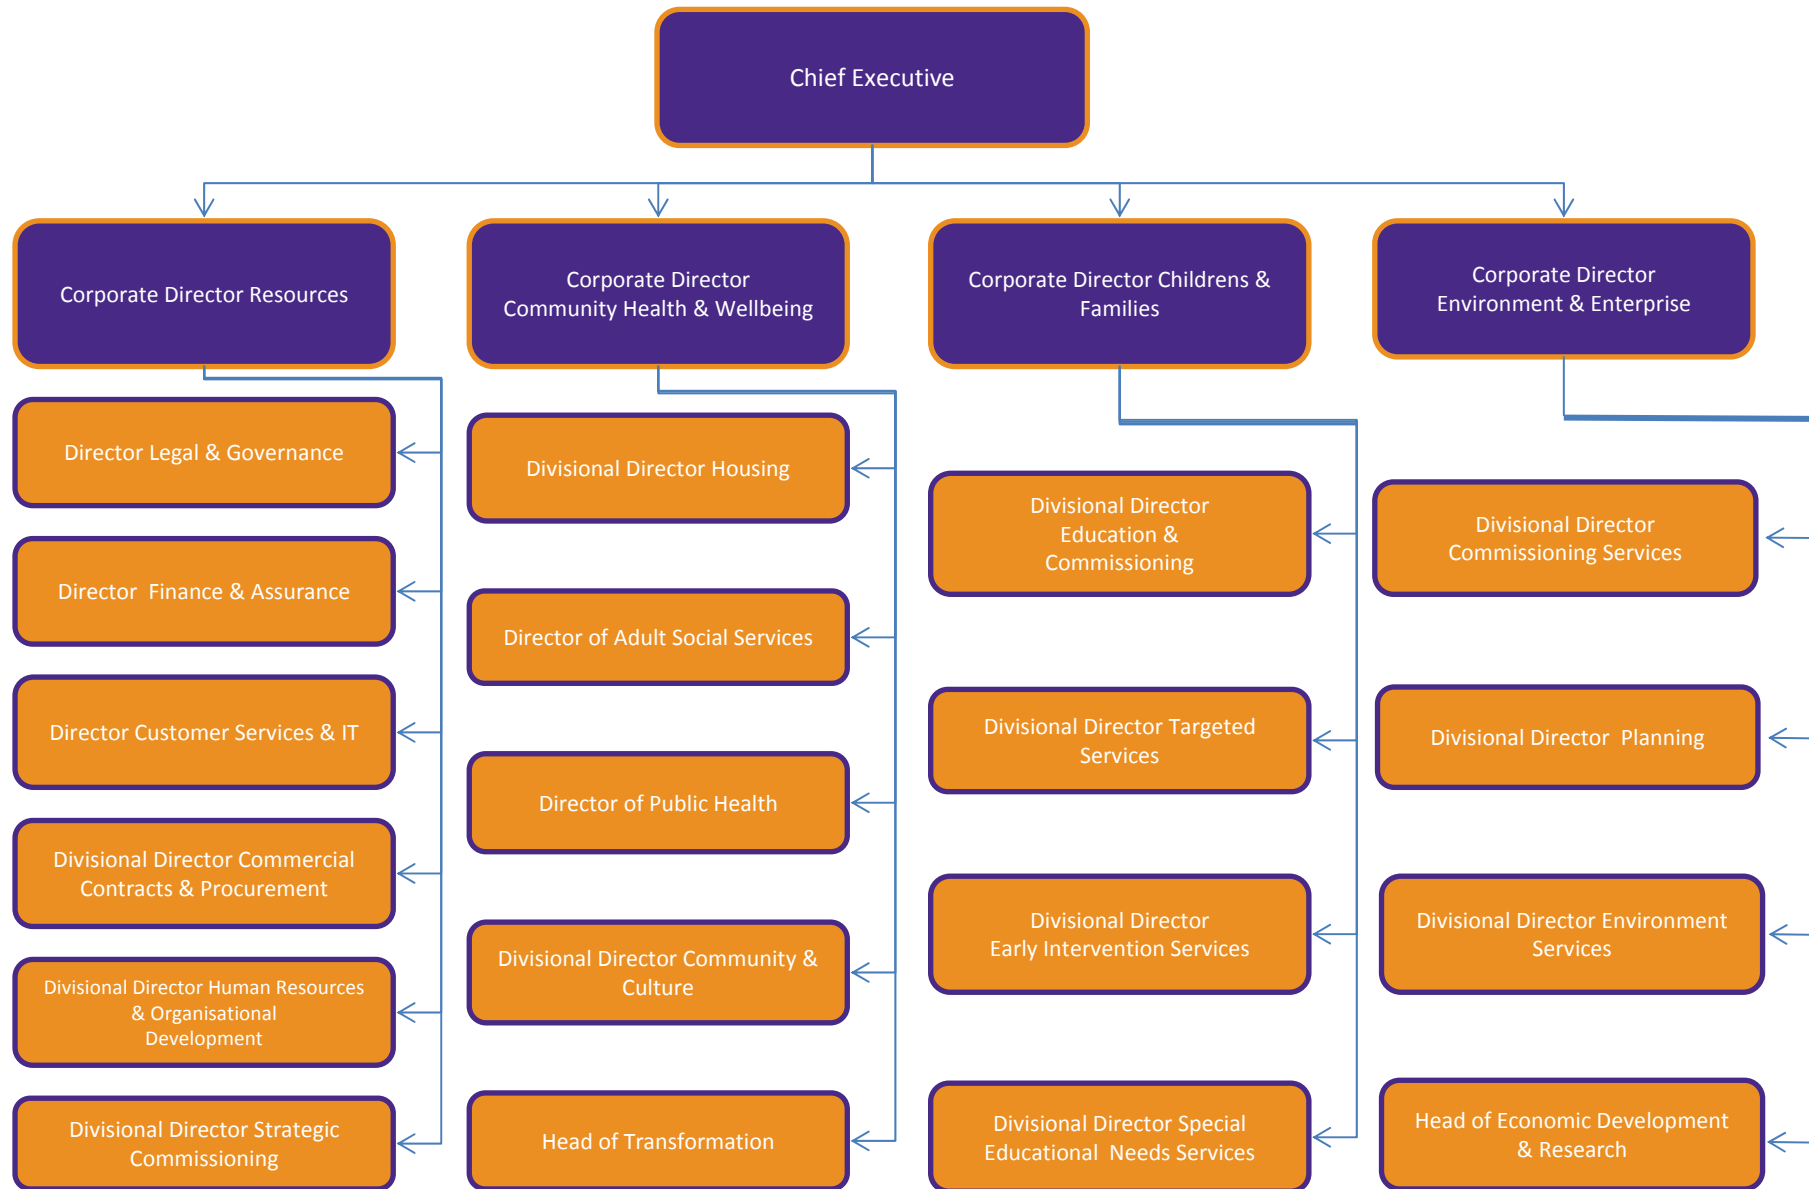 Chief Executive
Corporate Director Resources
Corporate Director
Community Health & Wellbeing
Corporate Director Childrens &
Families
Corporate Director
Environment & Enterprise
Director Legal & Governance
Director  Finance & Assurance
Director Customer Services & IT
Divisional Director Commercial
Contracts & Procurement
Divisional Director Human Resources
& Organisational
Development
Divisional Director Strategic
Commissioning
Divisional Director Housing
Director of Adult Social Services
Director of Public Health
Divisional Director Community &
Culture
Head of Transformation
Divisional Director
Education &
Commissioning
Divisional Director Targeted
Services
Divisional Director
Early Intervention Services
Divisional Director Special
Educational  Needs Services
Divisional Director
Commissioning Services
Divisional Director  Planning
Divisional Director Environment
Services
Head of Economic Development
& Research